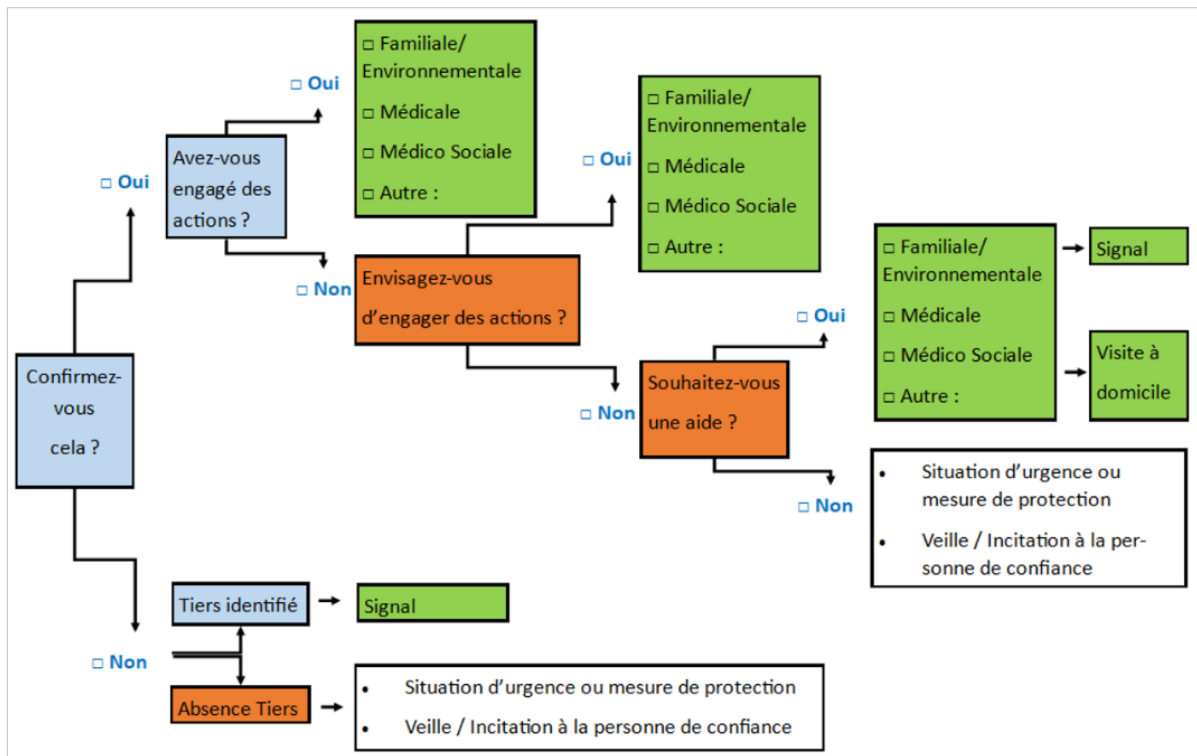 Confirmez-
vous
cela ?
□ Oui
Avez-vous
engagé des
actions ?
□ Oui
□ Familiale/
Environnementale
□ Médicale
□ Médico Sociale
□ Autre :
□ Non
Envisagez-vous
d'engager des actions ?
□ Oui
□ Familiale/
Environnementale
□ Médicale
□ Médico Sociale
□ Autre :
□ Non
Souhaitez-vous
une aide ?
□ Oui
□ Familiale/
Environnementale
□ Médicale
□ Médico Sociale
□ Autre :
Signal
Visite à
domicile
□ Non
• Situation d'urgence ou
mesure de protection
• Veille / Incitation à la per-
sonne de confiance
□ Non
Tiers identifié
Signal
Absence Tiers
• Situation d'urgence ou mesure de protection
• Veille / Incitation à la personne de confiance